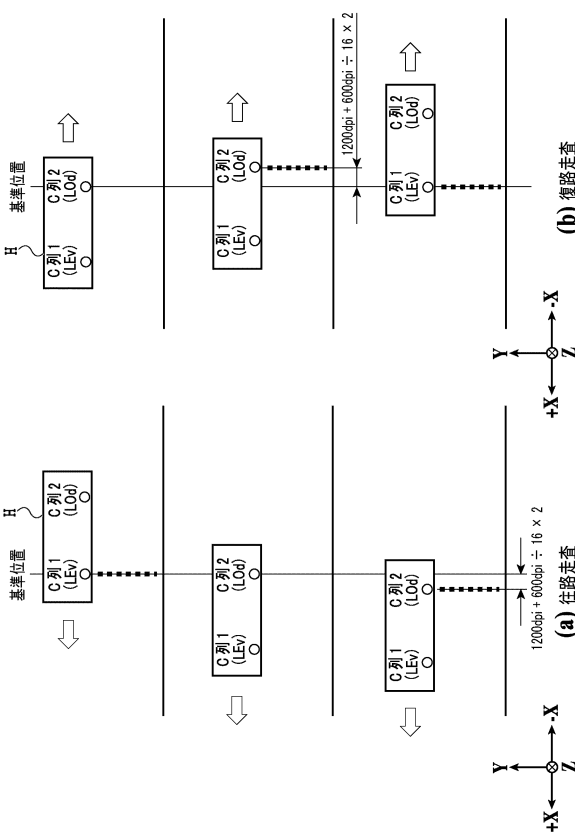 H
基準位置
C列1
(LEv)
C列2
(LOd)
C列1
(LEv)
C列2
(LOd)
C列1
(LEv)
C列2
(LOd)
1200dpi + 600dpi ÷ 16 × 2
(a) 往路走査
Y
+X
-X
Z
H
基準位置
C列1
(LEv)
C列2
(LOd)
C列1
(LEv)
C列2
(LOd)
1200dpi + 600dpi ÷ 16 × 2
C列1
(LEv)
C列2
(LOd)
(b) 復路走査
Y
+X
-X
Z